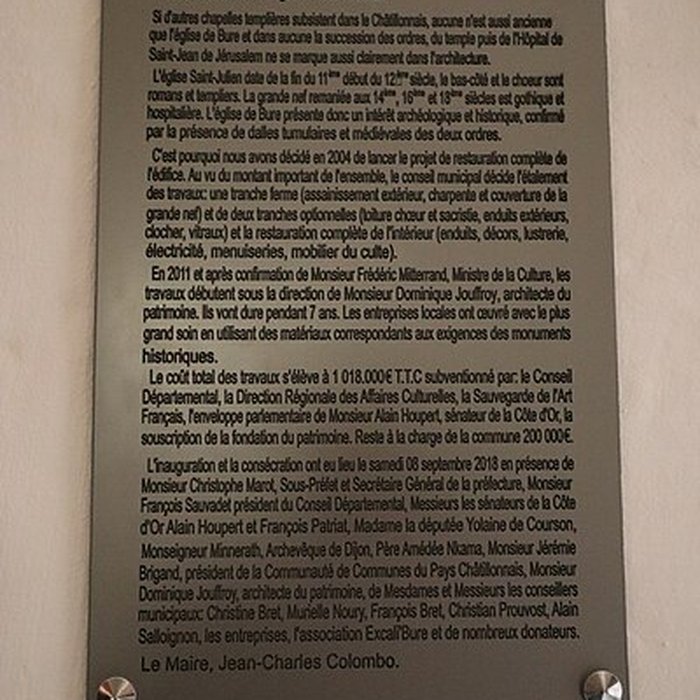 Si d'autres chapelles templières subsistent dans le Châtillonnais, aucune n'est aussi ancienne
que l'église de Bure et dans aucune la succession des ordres, du temple puis de l'Hôpital de
Saint-Jean de Jérusalem ne se marque aussi clairement dans l'architecture.
L'église Saint-Julien date de la fin du 11ème début du 12ème siècle, le bas-côté et le choeur sont
romans et templiers. La grande nef remaniée aux 14ème, 16ème et 18ème siècles est gothique et
hospitalière. L'église de Bure présente donc un intérêt archéologique et historique, confirmé
par la présence de dalles tumulaires et médiévales des deux ordres.
C'est pourquoi nous avons décidé en 2004 de lancer le projet de restauration complète de
l'édifice. Au vu du montant important de l'ensemble, le conseil municipal décide l'étalement
des travaux: une tranche ferme (assainissement extérieur, charpente et couverture de la
grande nef) et de deux tranches optionnelles (toiture chœur et sacristie, enduits extérieurs,
clocher, vitraux) et la restauration complète de l'intérieur (enduits, décors, lustrerie,
électricité, menuiseries, mobilier du culte).
En 2011 et après confirmation de Monsieur Frédéric Mitterrand, Ministre de la Culture, les
travaux débutent sous la direction de Monsieur Dominique Jouffroy, architecte du
patrimoine. Ils vont dure pendant 7 ans. Les entreprises locales ont œuvré avec le plus
grand soin en utilisant des matériaux correspondants aux exigences des monuments
historiques.
Le coût total des travaux s'élève à 1 018.000€ T.T.C subventionné par: le Conseil
Départemental, la Direction Régionale des Affaires Culturelles, la Sauvegarde de l'Art
Français, l'enveloppe parlementaire de Monsieur Alain Houpert, sénateur de la Côte d'Or, la
souscription de la fondation du patrimoine. Reste à la charge de la commune 200 000€.
L'inauguration et la consécration ont eu lieu le samedi 08 septembre 2018 en présence de
Monsieur Christophe Marot, Sous-Préfet et Secrétaire Général de la préfecture, Monsieur
François Sauvadet président du Conseil Départemental, Messieurs les sénateurs de la Côte
d'Or Alain Houpert et François Patriat, Madame la députée Yolaine de Courson,
Monseigneur Minnerath, Archevêque de Dijon, Père Amédée Nkama, Monsieur Jérémie
Brigand, président de la Communauté de Communes du Pays Châtillonnais, Monsieur
Dominique Jouffroy, architecte du patrimoine, de Mesdames et Messieurs les conseillers
municipaux: Christine Bret, Murielle Noury, François Bret, Christian Prouvost, Alain
Salloignon, les entreprises, l'association Excali'Bure et de nombreux donateurs.
Le Maire, Jean-Charles Colombo.